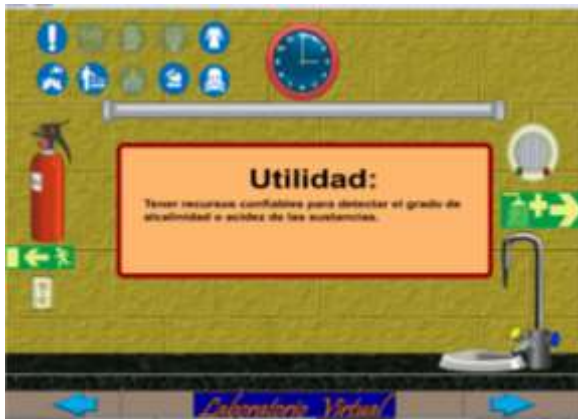 Utilidad:
Tener recursos confiables para detectar el grado de
alcalinidad o acidez de las sustancias.
Laboratorio Virtual